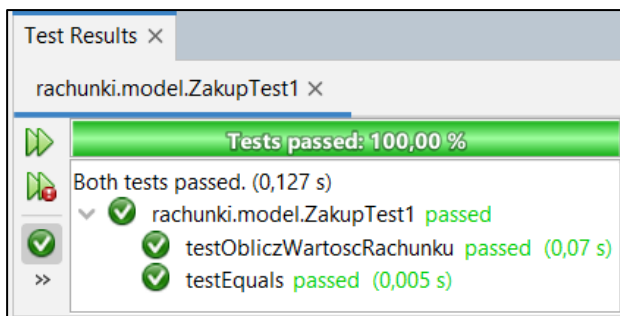 Test Results ×
rachunki.model.ZakupTest1 ×
Tests passed: 100,00 %
Both tests passed. (0,127 s)
rachunki.model.ZakupTest1 passed
testObliczWartoscRachunku passed (0,07 s)
testEquals passed (0,005 s)